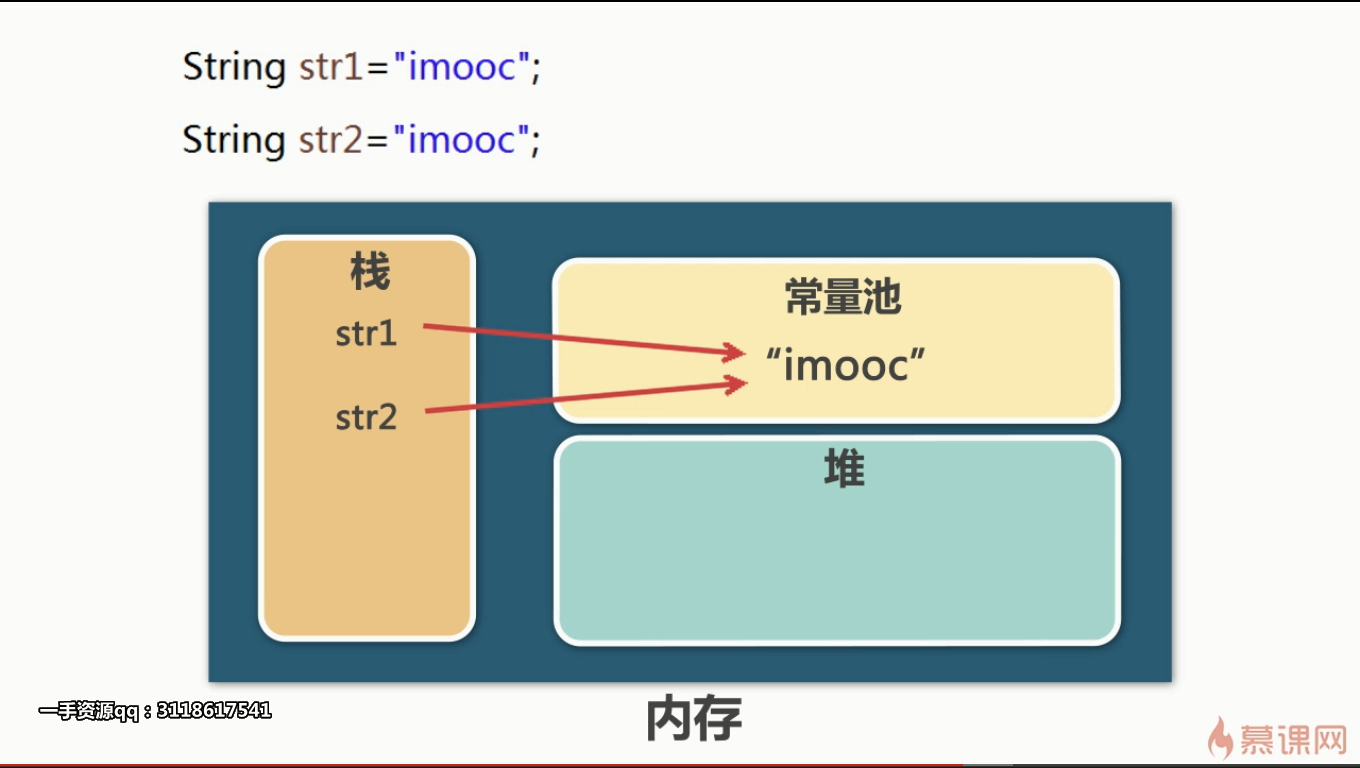 String str1="imooc";
String str2="imooc";
栈
str1
str2
常量池
“imooc”
堆
内存
一手资源qq：3118617541
慕课网